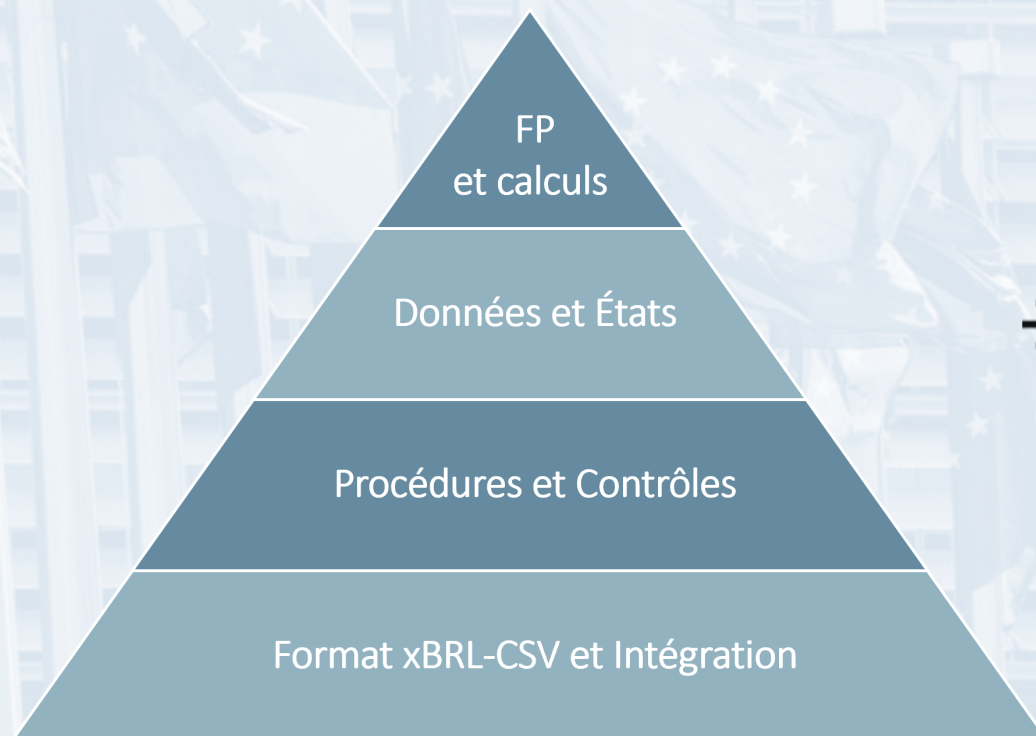 FP
et calculs
Données et États
Procédures et Contrôles
Format xBRL-CSV et Intégration